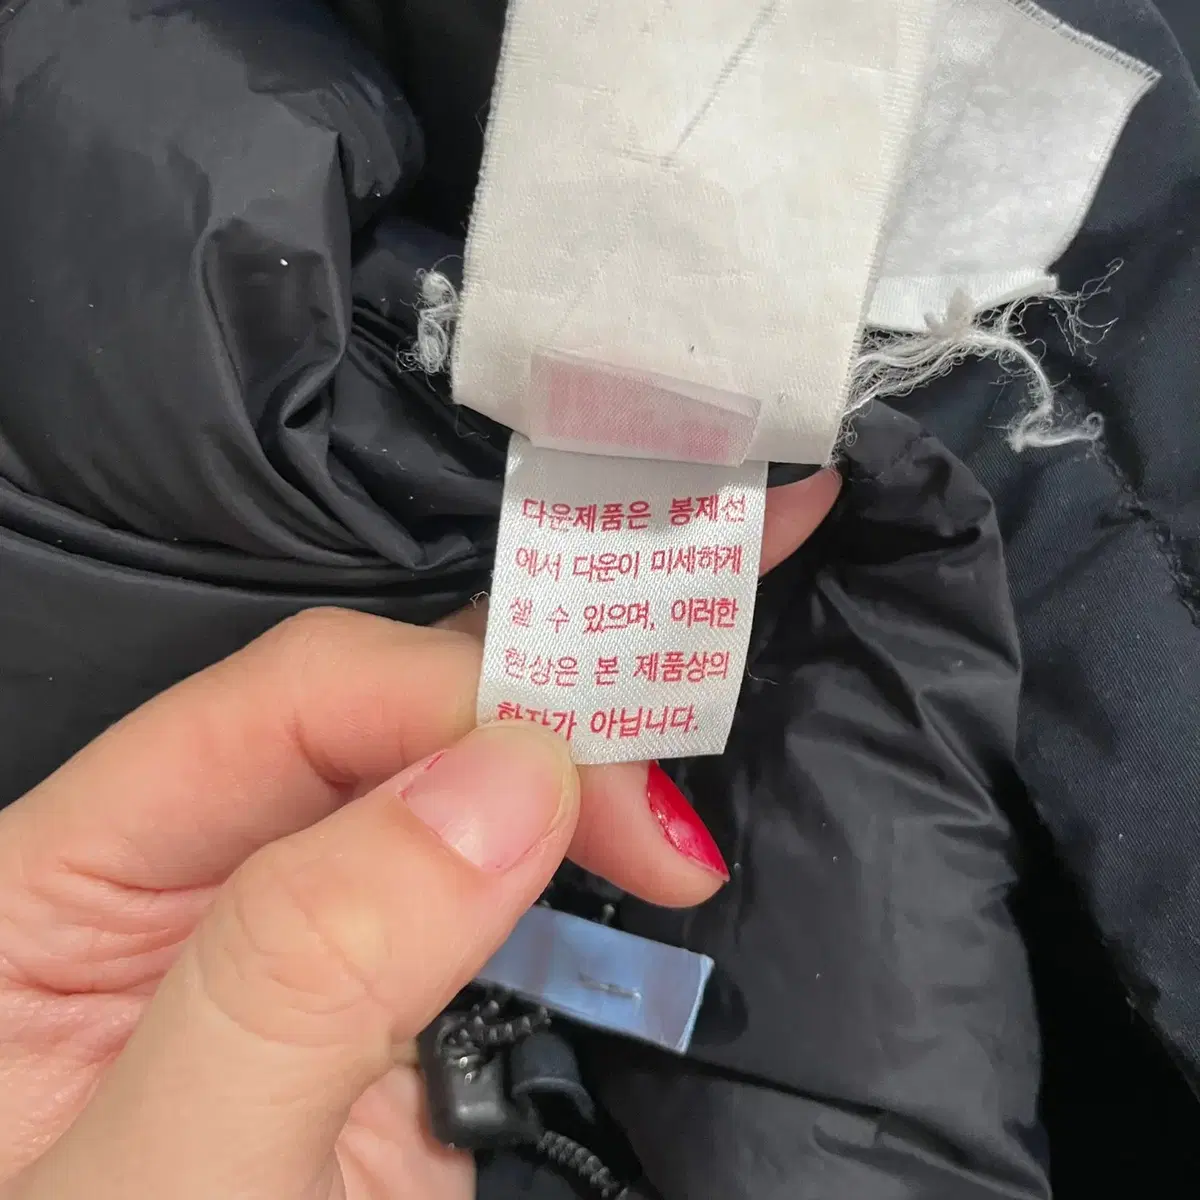 다운제품은 봉제선
에서 다운이 미세하게
샐 수 있으며, 이러한
현상은 본 제품상의
하자가 아닙니다.